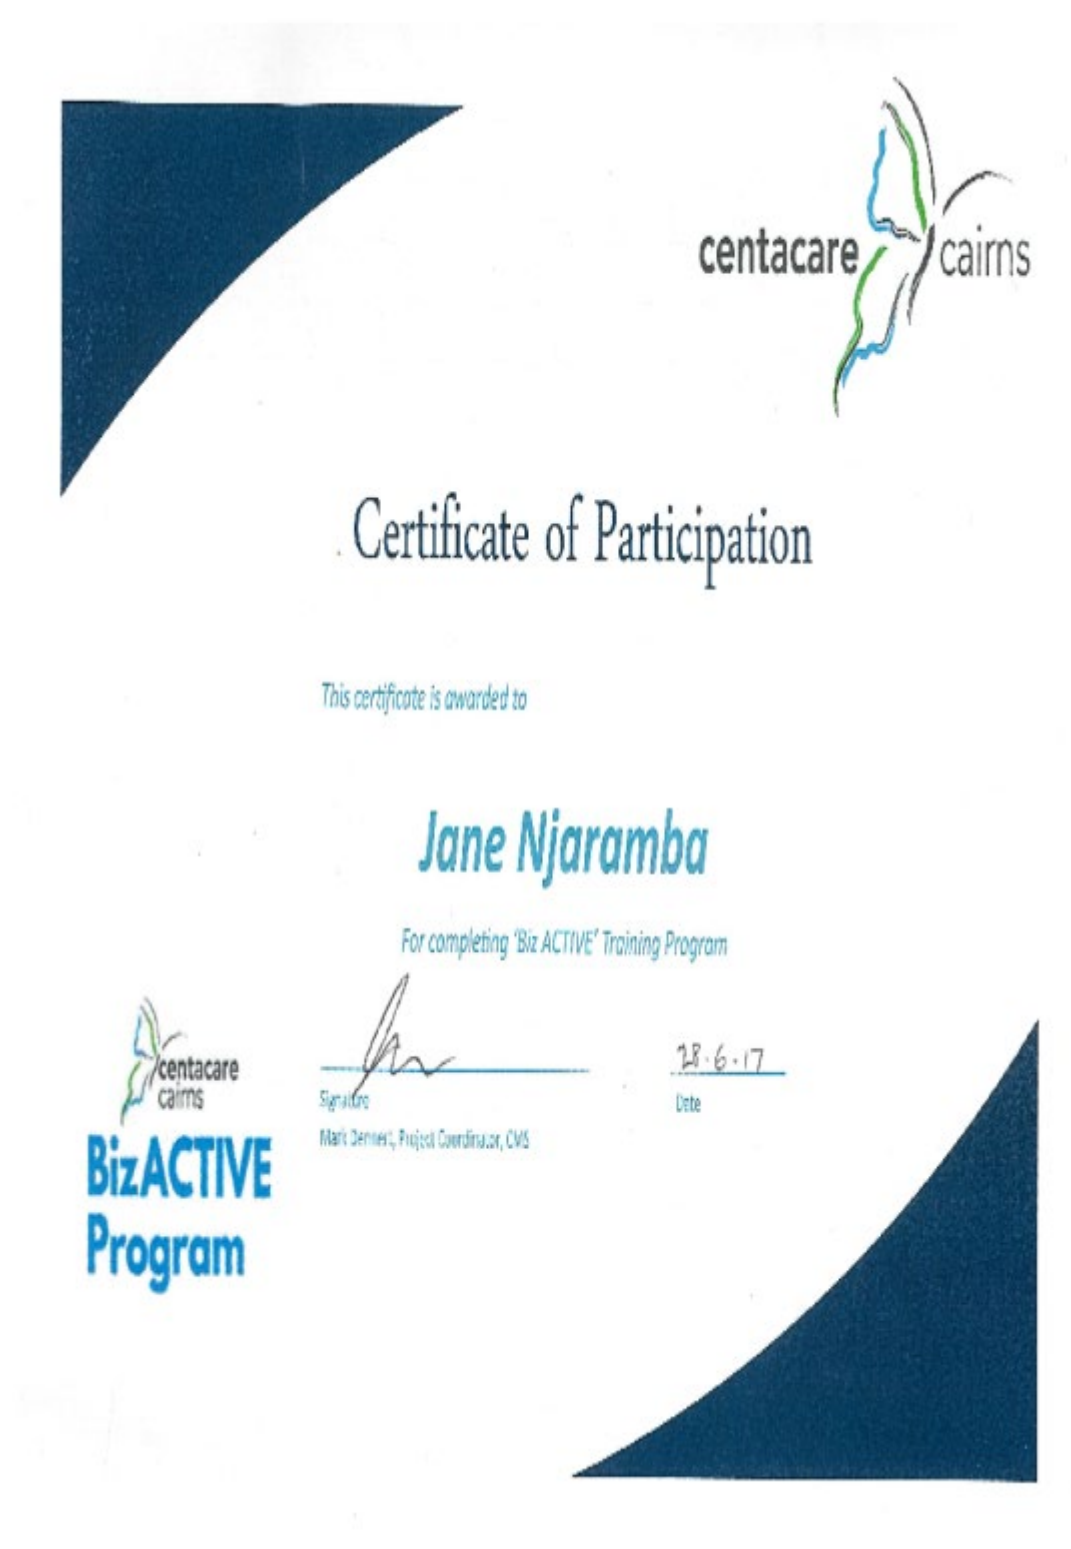 centacare cairns
Certificate of Participation
This certificate is awarded to
Jane Njaramba
For completing 'Biz ACTIVE' Training Program
28.6.17
Signature
Date
Mark Project Coordinator, CMS
centacare
cairns
BizACTIVE
Program